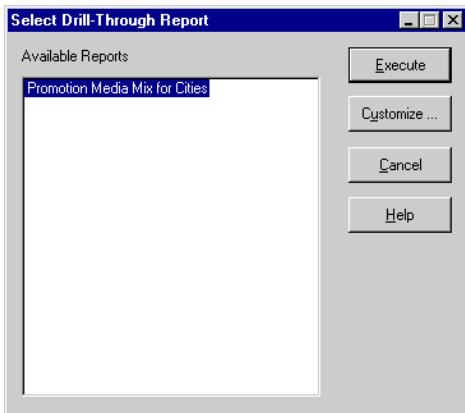 Select Drill-Through Report
Available Reports
Promotion Media Mix for Cities
Execute
Customize ...
Cancel
Help